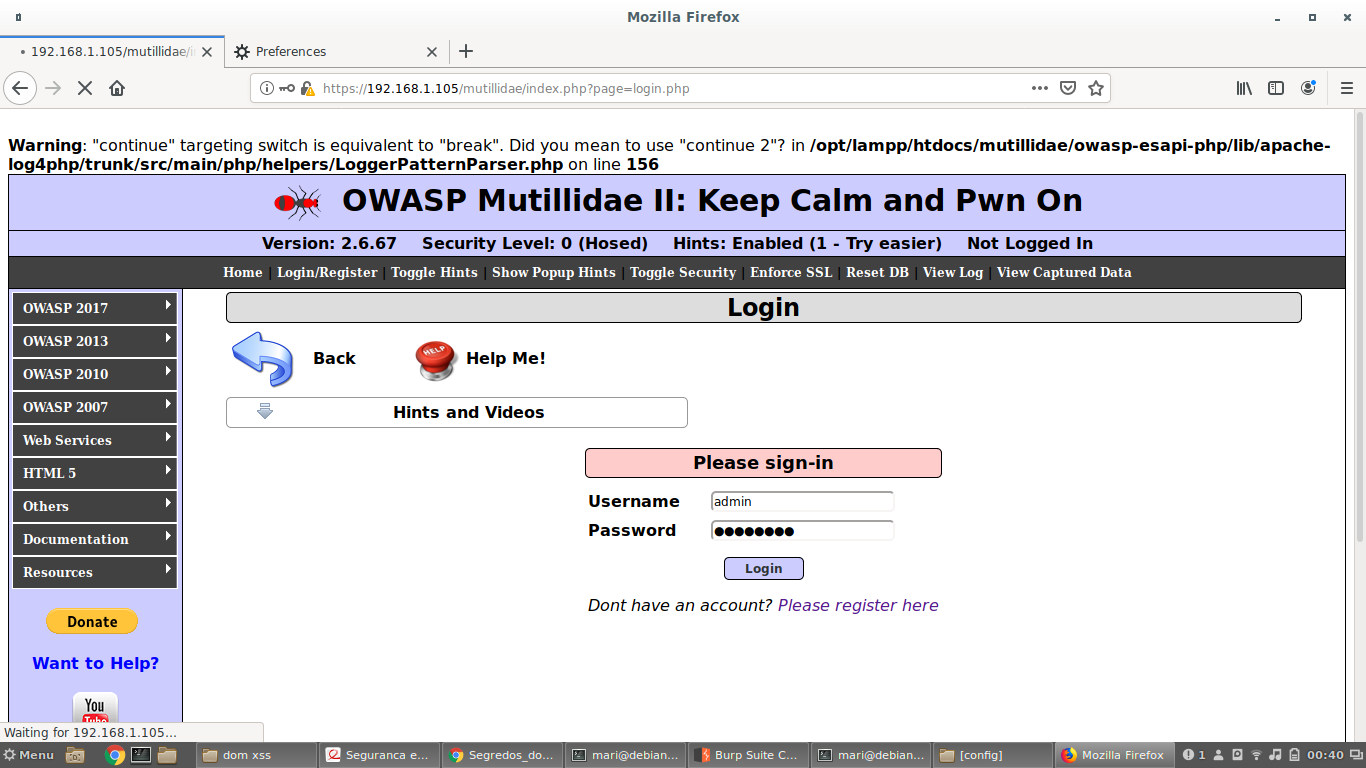 Mozilla Firefox
192.168.1.105/mutillidae/i
Preferences
https://192.168.1.105/mutillidae/index.php?page=login.php
Warning: "continue" targeting switch is equivalent to "break". Did you mean to use "continue 2"? in /opt/lampp/htdocs/mutillidae/owasp-esapi-php/lib/apache-
log4php/trunk/src/main/php/helpers/LoggerPatternParser.php on line 156
OWASP Mutillidae II: Keep Calm and Pwn On
Version: 2.6.67 Security Level: 0 (Hosed) Hints: Enabled (1 - Try easier) Not Logged In
Home | Login/Register | Toggle Hints | Show Popup Hints | Toggle Security | Enforce SSL | Reset DB | View Log | View Captured Data
OWASP 2017
OWASP 2013
OWASP 2010
OWASP 2007
Web Services
HTML 5
Others
Documentation
Resources
Donate
Want to Help?
You
Tube
Login
Back
HELP
Help Me!
Hints and Videos
Please sign-in
Username admin
Password ●●●●●●●●
Login
Dont have an account? Please register here
Waiting for 192.168.1.105...
Menu
dom xss
Seguranca e...
Segredos_do...
mari@debian...
Burp Suite C...
mari@debian...
[config]
Mozilla Firefox
1
00:40